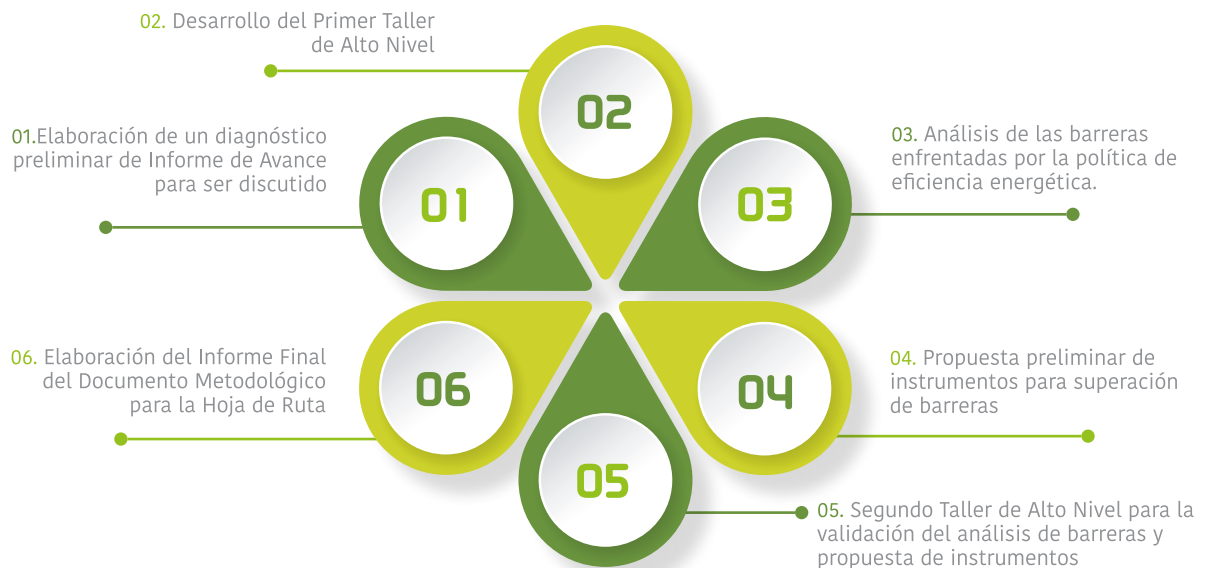 02. Desarrollo del Primer Taller
de Alto Nivel
01.Elaboración de un diagnóstico
preliminar de Informe de Avance
para ser discutido
03. Análisis de las barreras
enfrentadas por la política de
eficiencia energética.
06. Elaboración del Informe Final
del Documento Metodológico
para la Hoja de Ruta
04. Propuesta preliminar de
instrumentos para superación
de barreras
05. Segundo Taller de Alto Nivel para la
validación del análisis de barreras y
propuesta de instrumentos
02
01
03
06
04
05